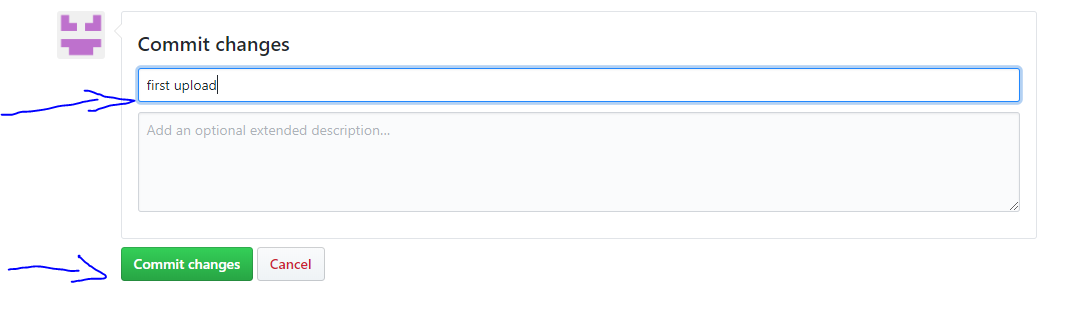 Commit changes
first upload
Add an optional extended description...
Commit changes
Cancel